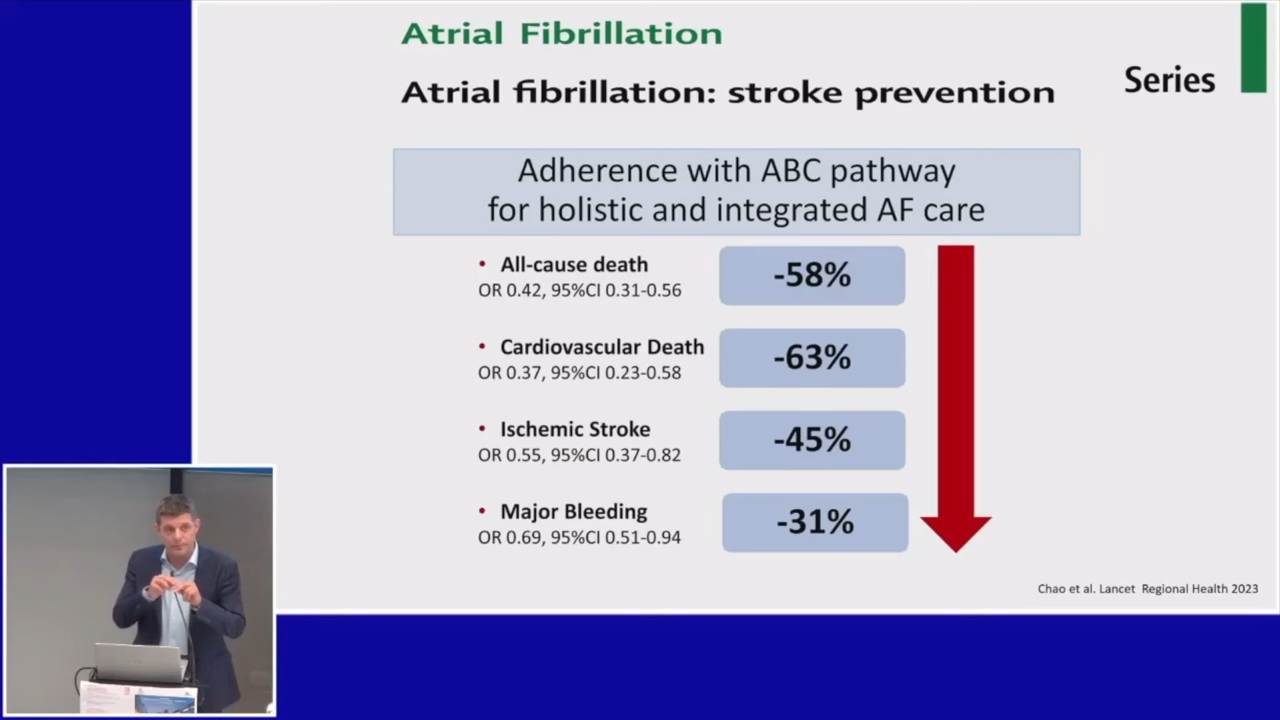 Atrial Fibrillation
Atrial fibrillation: stroke prevention
Series
Adherence with ABC pathway
for holistic and integrated AF care
• All-cause death
OR 0.42, 95%CI 0.31-0.56
-58%
• Cardiovascular Death
OR 0.37, 95%CI 0.23-0.58
-63%
• Ischemic Stroke
OR 0.55, 95%CI 0.37-0.82
-45%
• Major Bleeding
OR 0.69, 95%CI 0.51-0.94
-31%
Chao et al. Lancet Regional Health 2023